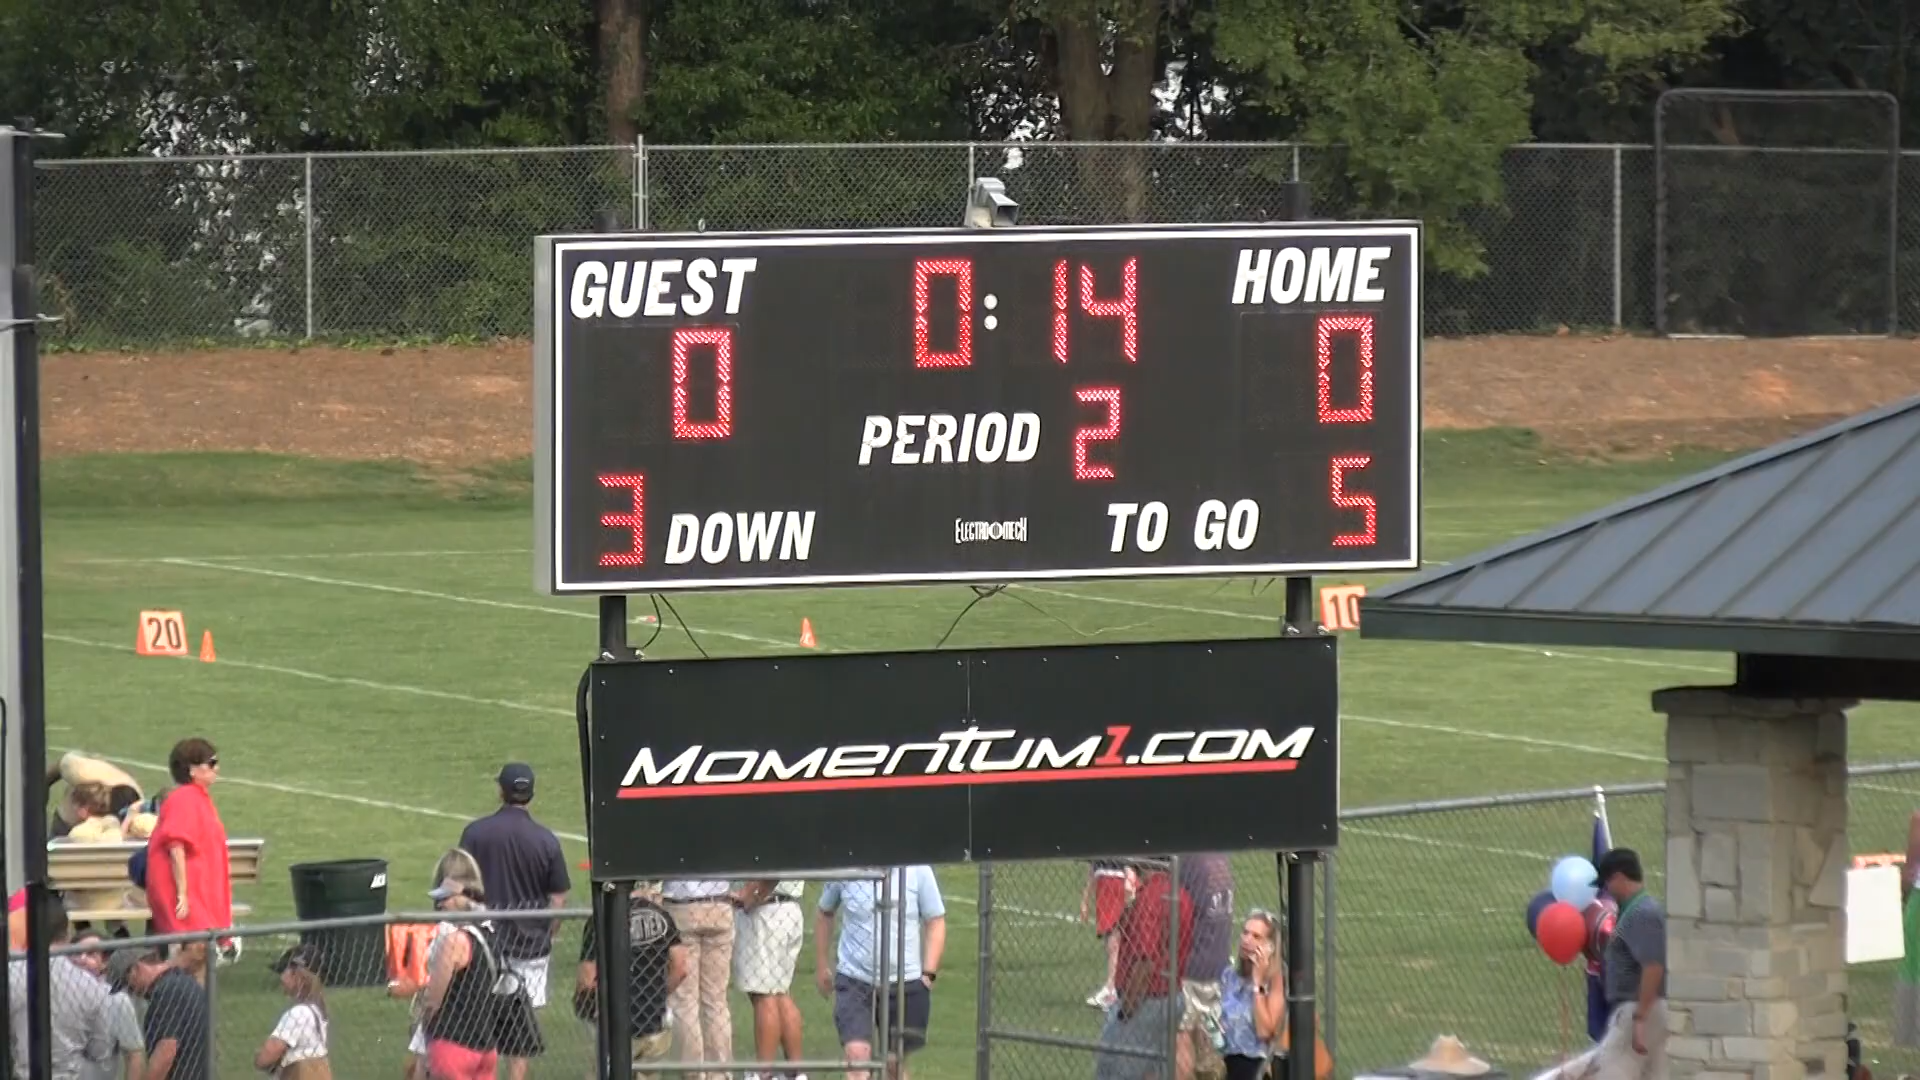 GUEST 0:14 HOME
0 0
PERIOD 2
3 DOWN TO GO 5
ELECTRO-MECH
20
10
MOMENTUM1.COM